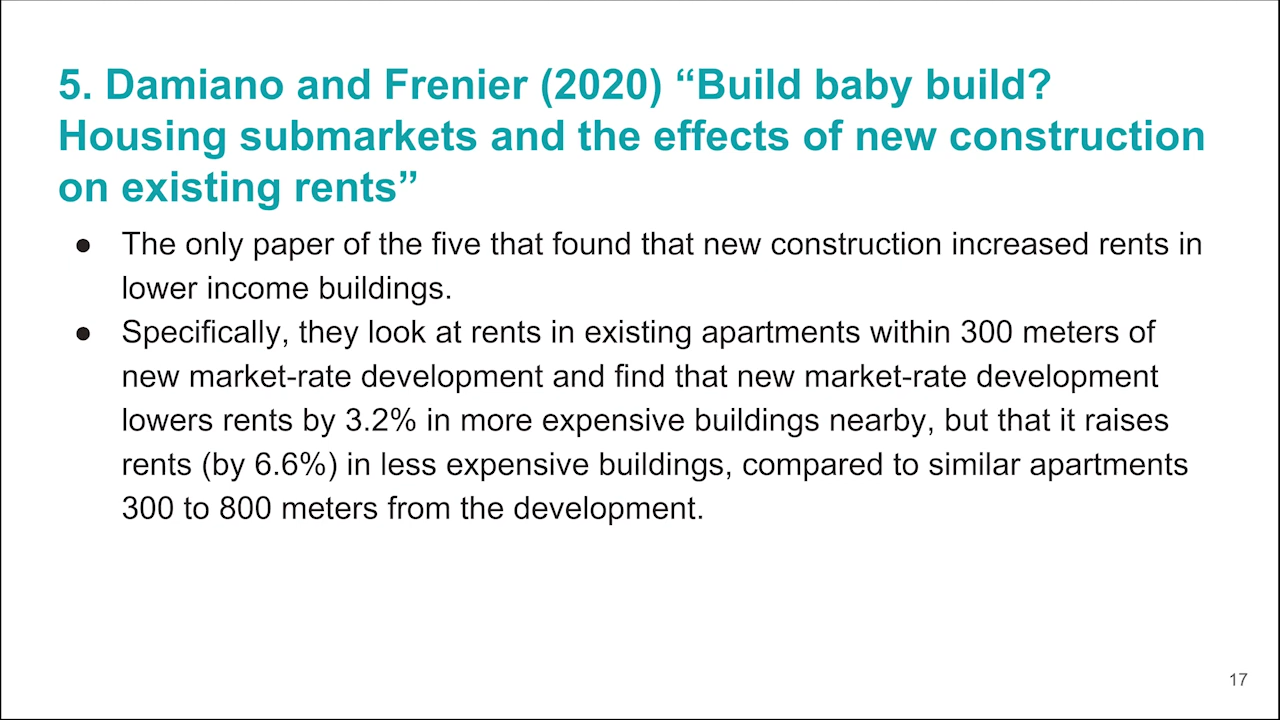 5. Damiano and Frenier (2020) “Build baby build?
Housing submarkets and the effects of new construction
on existing rents”
● The only paper of the five that found that new construction increased rents in
lower income buildings.
● Specifically, they look at rents in existing apartments within 300 meters of
new market-rate development and find that new market-rate development
lowers rents by 3.2% in more expensive buildings nearby, but that it raises
rents (by 6.6%) in less expensive buildings, compared to similar apartments
300 to 800 meters from the development.
17